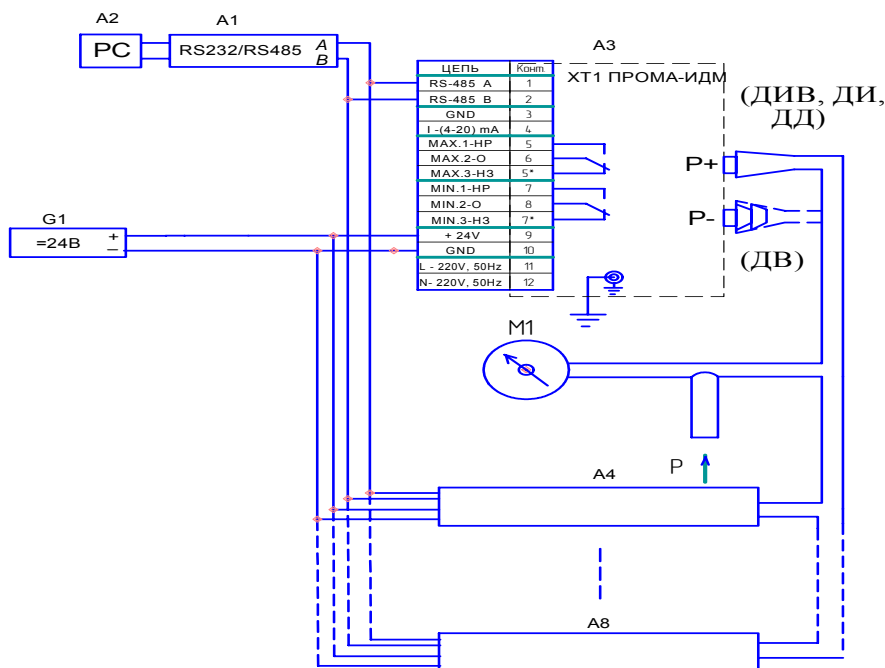 A2
A1
A3
PC
RS232/RS485
A
B
ЦЕПЬ Конт.
RS-485 A 1
RS-485 B 2
GND 3
I -(4-20) mA 4
MAX.1-НР 5
MAX.2-О 6
MAX.3-НЗ 5*
MIN.1-НР 7
MIN.2-О 8
MIN.3-НЗ 7*
+ 24V 9
GND 10
L - 220V, 50Hz 11
N- 220V, 50Hz 12
XT1 ПРОМА-ИДМ
(ДИВ, ДИ,
ДД)
P+
P-
(ДВ)
G1
=24В
+
−
M1
P
A4
A8